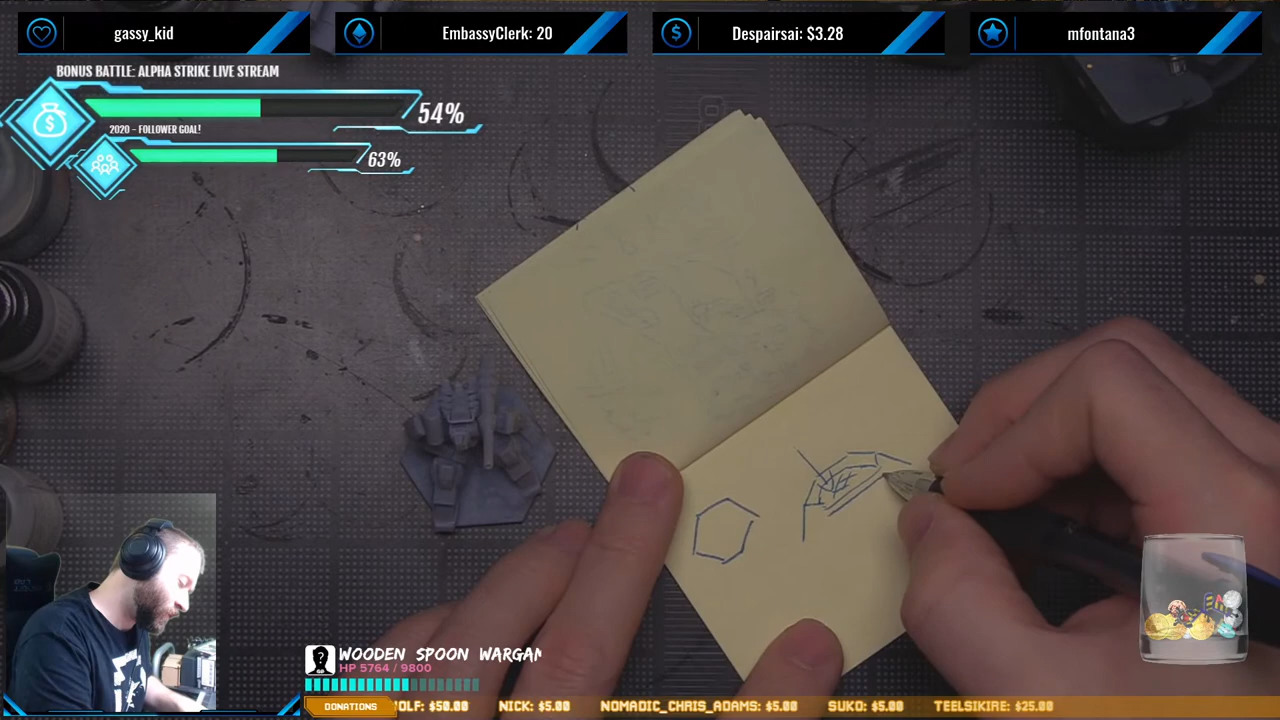 gassy_kid
EmbassyClerk: 20
Despairsai: $3.28
mfontana3
BONUS BATTLE: ALPHA STRIKE LIVE STREAM
54%
2020 - FOLLOWER GOAL!
63%
WOODEN SPOON WARGAM
HP 5764 / 9800
DONATIONS OLF: $50.00 NICK: $5.00 NOMADIC_CHRIS_ADAMS: $5.00 SUKO: $5.00 TEELSIKIRE: $25.00